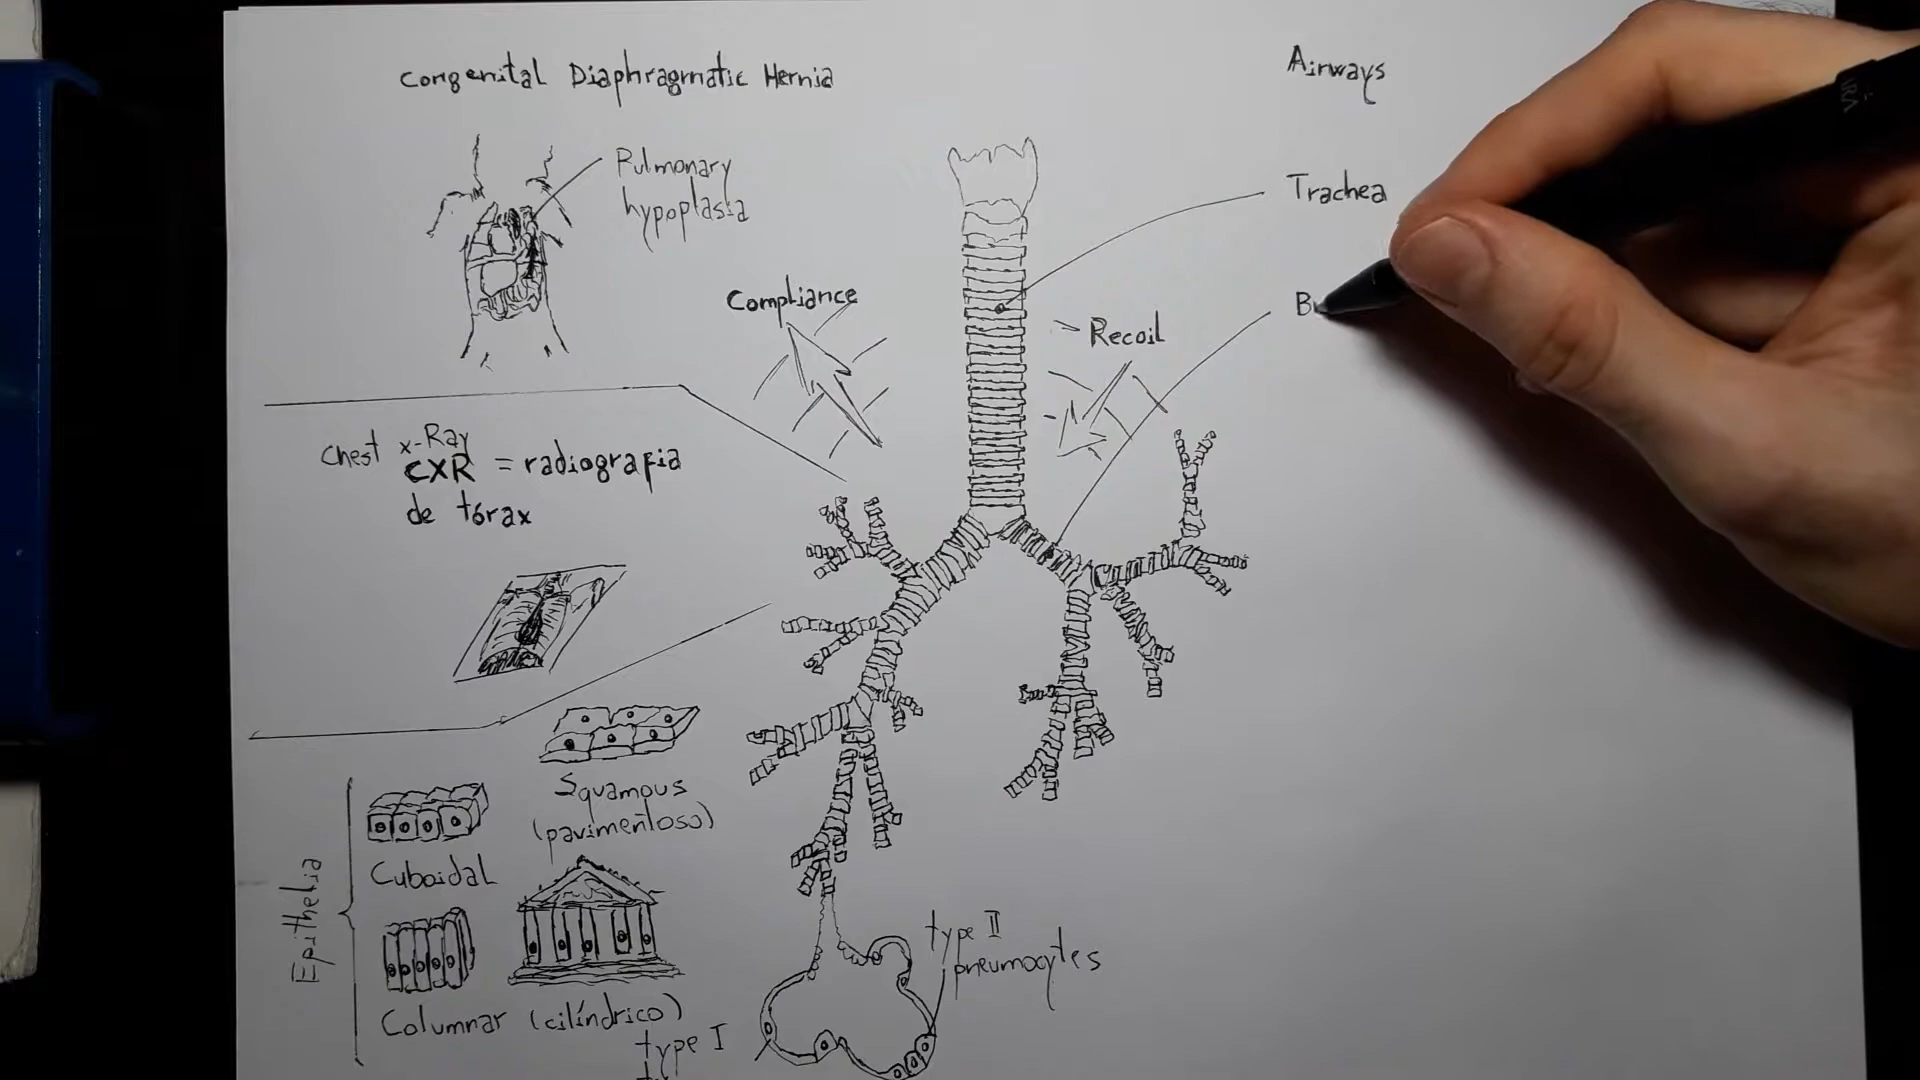 Congenital Diaphragmatic Hernia
Pulmonary
hypoplasia
Compliance
Recoil
Airways
Trachea
Chest x-Ray
CXR = radiografia
de tórax
Epithelia
Squamous
(pavimentoso)
Cuboidal
Columnar (cilíndrico)
type I
type II
pneumocytes